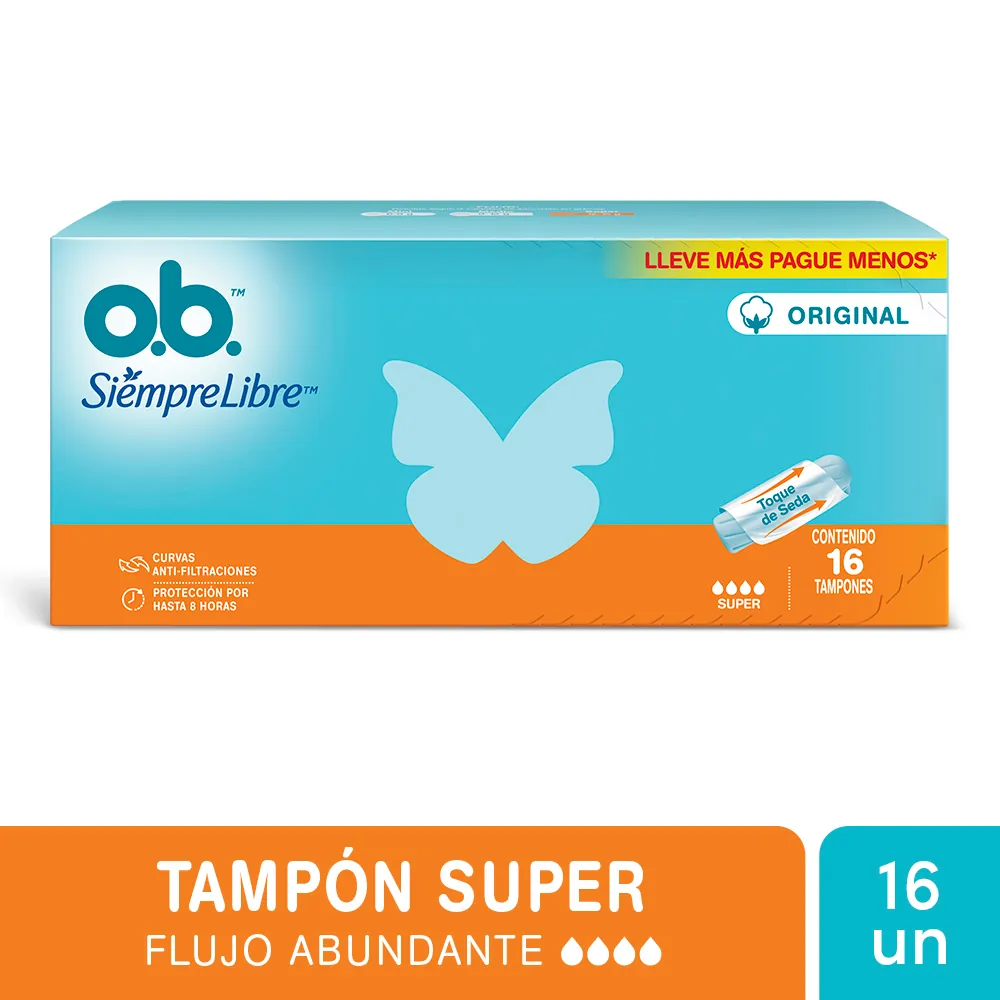 LLEVE MÁS PAGUE MENOS*
o.b.™
ORIGINAL
SiempreLibre™
Toque
de Seda
CURVAS
ANTI-FILTRACIONES
PROTECCIÓN POR
HASTA 8 HORAS
SUPER
CONTENIDO
16
TAMPONES
TAMPÓN SUPER
FLUJO ABUNDANTE
16
un